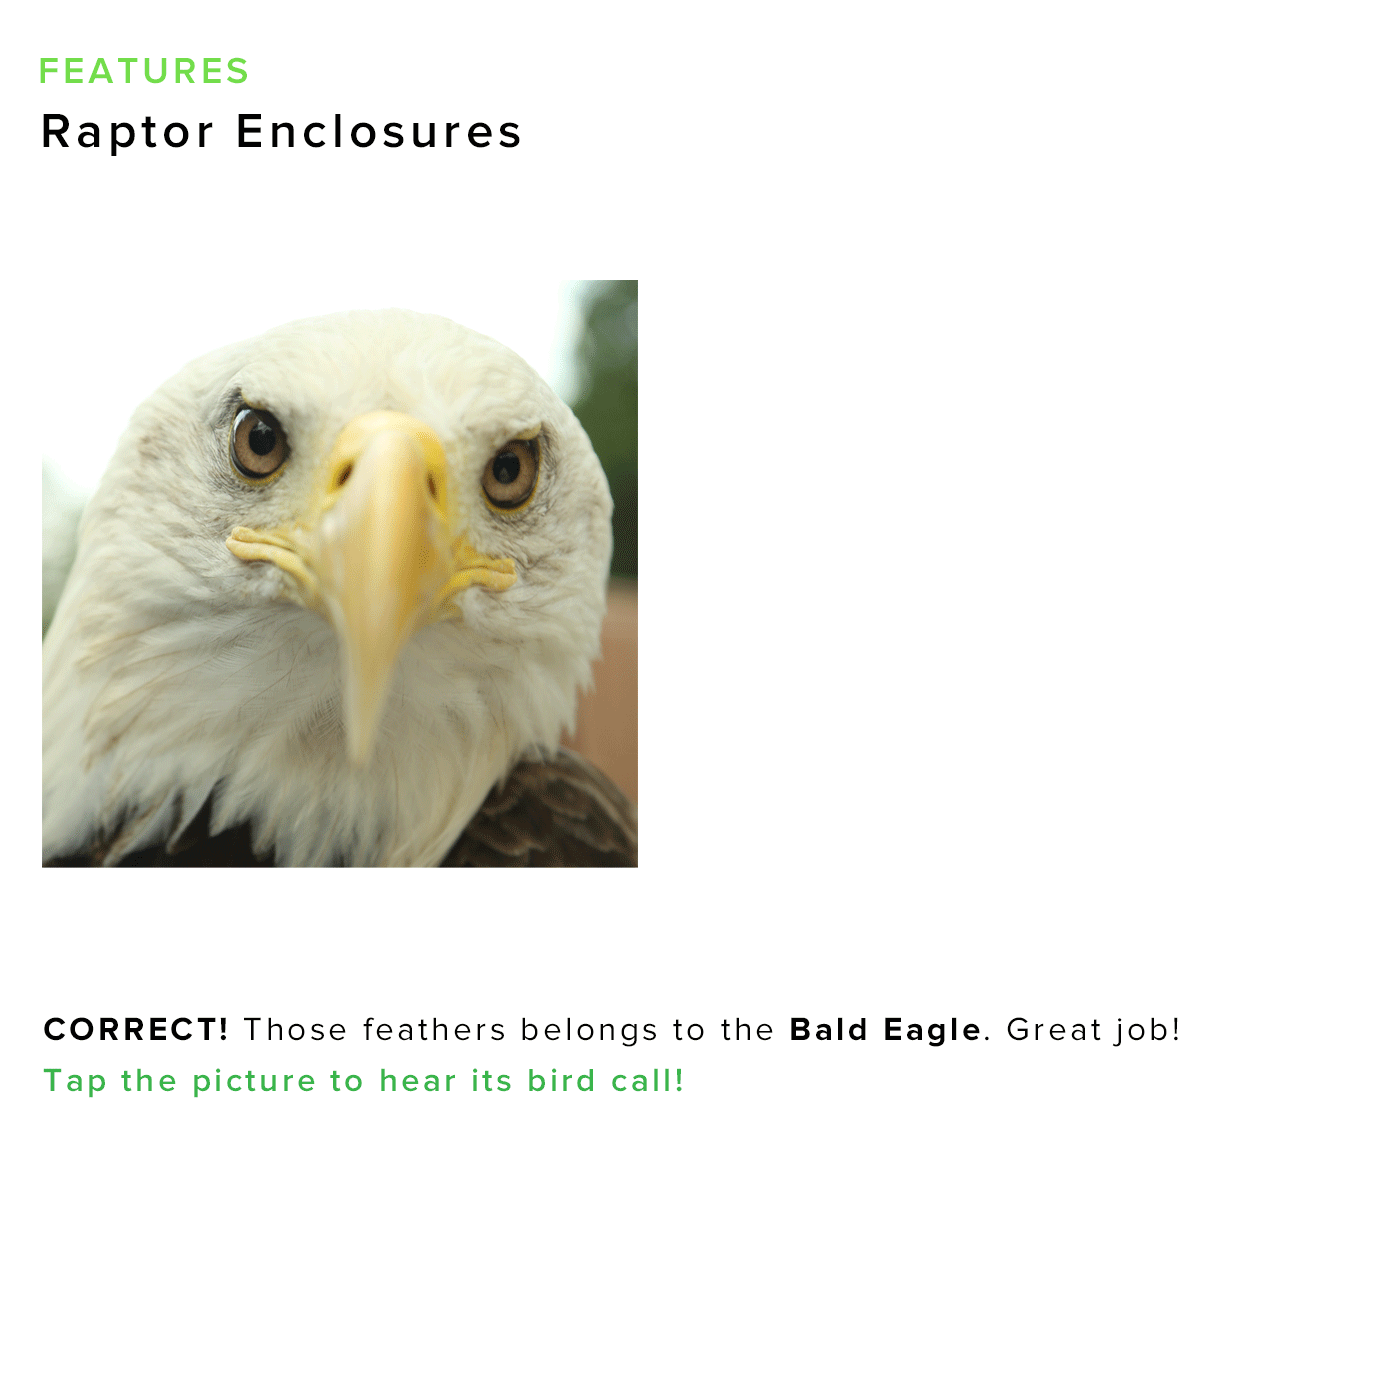 FEATURES
Raptor Enclosures
CORRECT! Those feathers belongs to the Bald Eagle. Great job!
Tap the picture to hear its bird call!